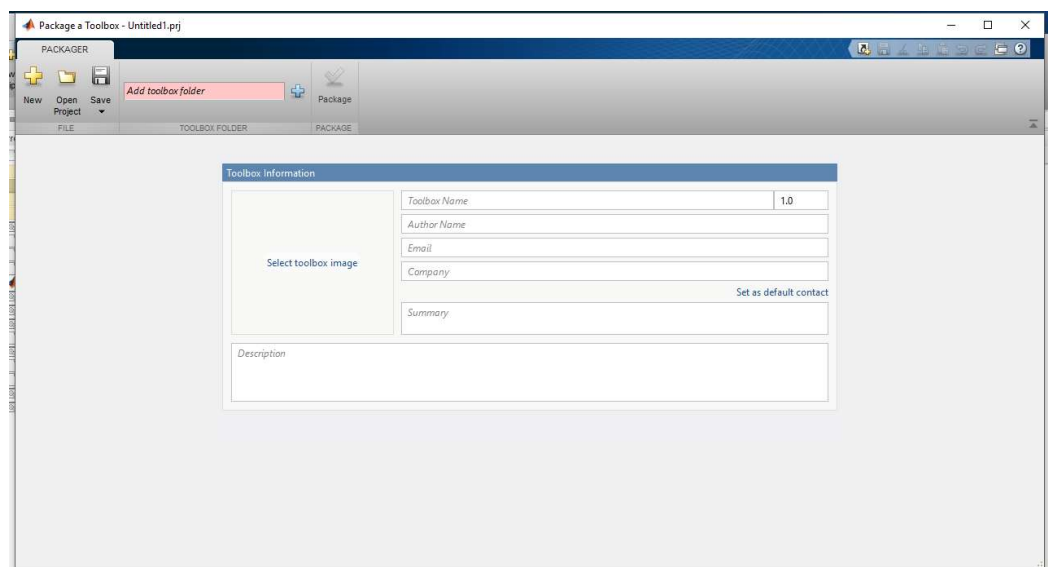 Package a Toolbox - Untitled1.prj
PACKAGER
New
Open Project
Save
Add toolbox folder
Package
FILE
TOOLBOX FOLDER
PACKAGE
Toolbox Information
Select toolbox image
Toolbox Name
1.0
Author Name
Email
Company
Set as default contact
Summary
Description